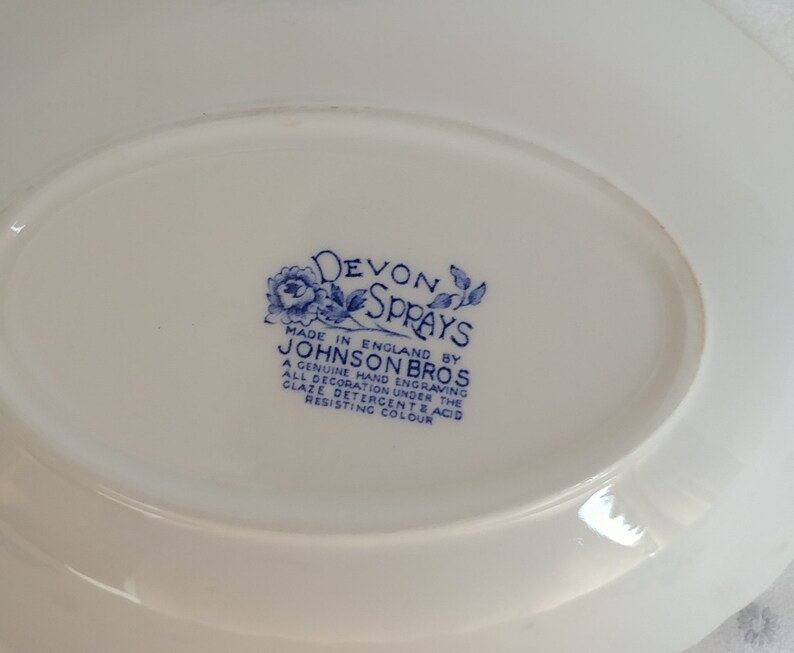 DEVON
SPRAYS
MADE IN ENGLAND BY
JOHNSON BROS
A GENUINE HAND ENGRAVING
ALL DECORATION UNDER THE
GLAZE DETERGENT & ACID
RESISTING COLOUR